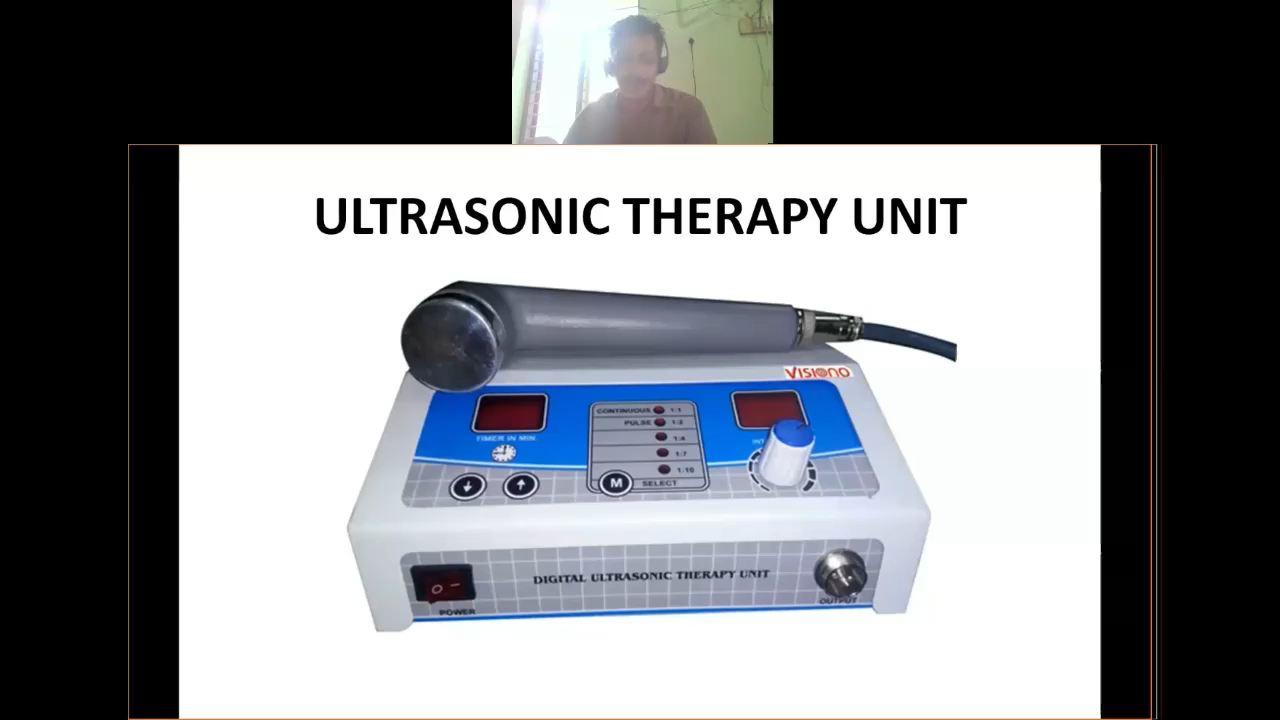 ULTRASONIC THERAPY UNIT
VISIONO
CONTINUOUS 1:1
PULSE 1:2
1:4
1/7
1/10
TIMER IN MIN
INT
M SELECT
DIGITAL ULTRASONIC THERAPY UNIT
POWER
OUTPUT